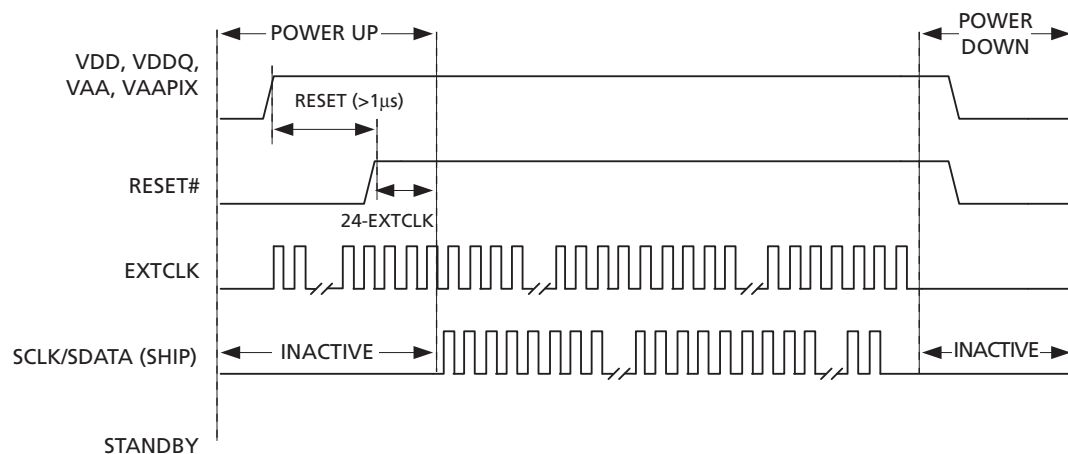 POWER UP
POWER
DOWN
VDD, VDDQ,
VAA, VAAPIX
RESET (>1μs)
RESET#
24-EXTCLK
EXTCLK
SCLK/SDATA (SHIP)
INACTIVE
INACTIVE
STANDBY